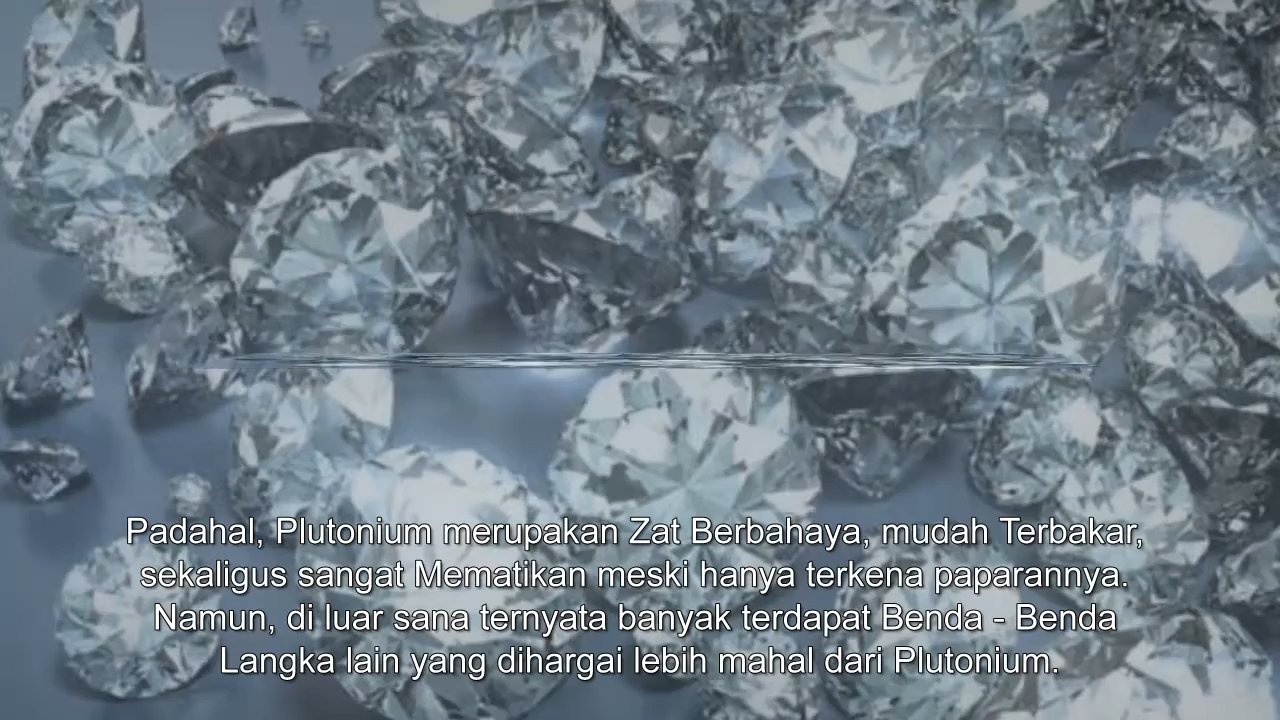 Padahal, Plutonium merupakan Zat Berbahaya, mudah Terbakar,
sekaligus sangat Mematikan meski hanya terkena paparannya.
Namun, di luar sana ternyata banyak terdapat Benda - Benda
Langka lain yang dihargai lebih mahal dari Plutonium.